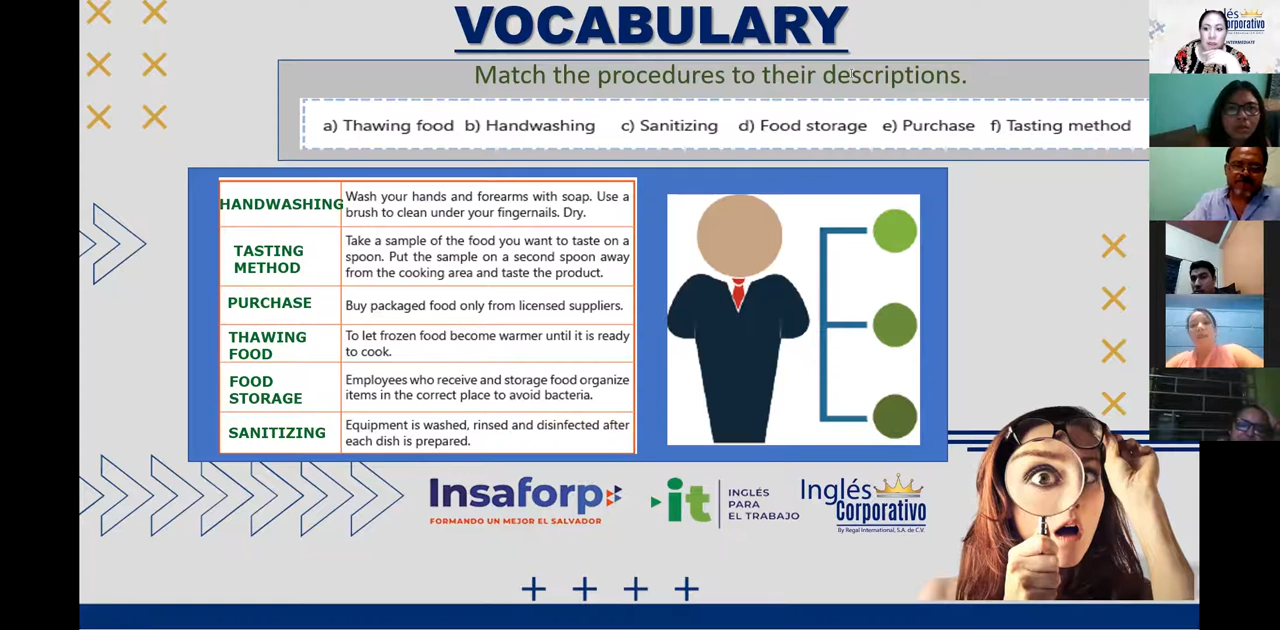 VOCABULARY
Match the procedures to their descriptions.
a) Thawing food b) Handwashing c) Sanitizing d) Food storage e) Purchase f) Tasting method
HANDWASHING
Wash your hands and forearms with soap. Use a
brush to clean under your fingernails. Dry.
TASTING
METHOD
Take a sample of the food you want to taste on a
spoon. Put the sample on a second spoon away
from the cooking area and taste the product.
PURCHASE
Buy packaged food only from licensed suppliers.
THAWING
FOOD
To let frozen food become warmer until it is ready
to cook.
FOOD
STORAGE
Employees who receive and storage food organize
items in the correct place to avoid bacteria.
SANITIZING
Equipment is washed, rinsed and disinfected after
each dish is prepared.
Insaforp
FORMANDO UN MEJOR EL SALVADOR
it
INGLÉS
PARA
EL TRABAJO
Inglés
Corporativo
By Regal International, S.A. de C.V.